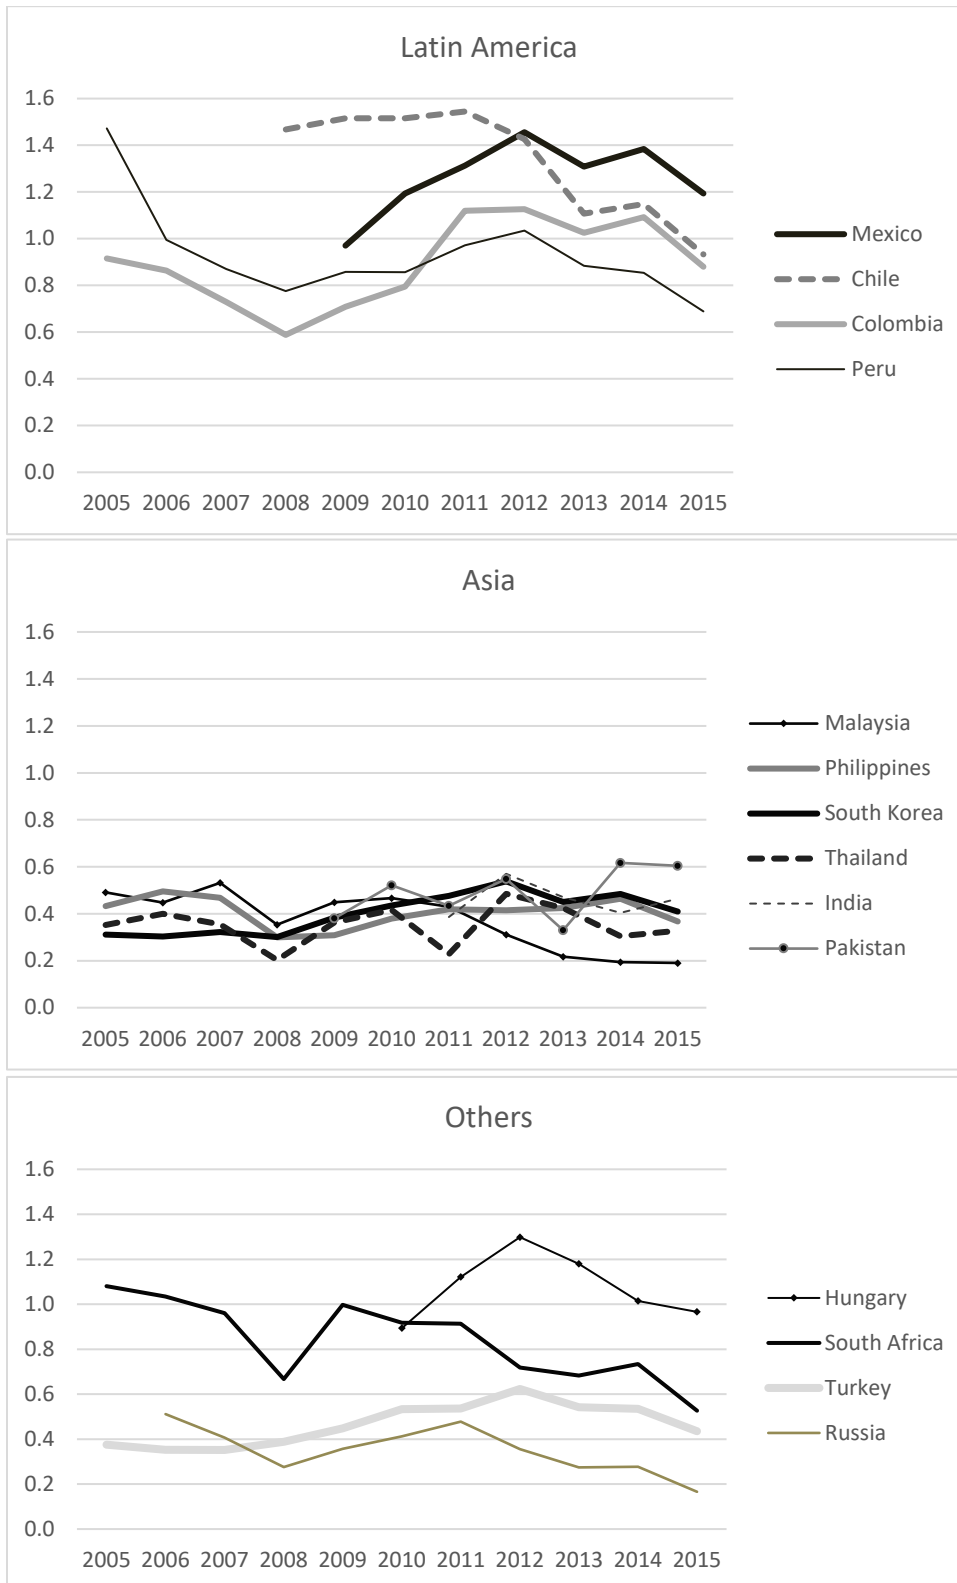 Latin America
1.6
1.4
1.2
1.0
0.8
0.6
0.4
0.2
0.0
2005 2006 2007 2008 2009 2010 2011 2012 2013 2014 2015
Mexico
Chile
Colombia
Peru
Asia
1.6
1.4
1.2
1.0
0.8
0.6
0.4
0.2
0.0
2005 2006 2007 2008 2009 2010 2011 2012 2013 2014 2015
Malaysia
Philippines
South Korea
Thailand
India
Pakistan
Others
1.6
1.4
1.2
1.0
0.8
0.6
0.4
0.2
0.0
2005 2006 2007 2008 2009 2010 2011 2012 2013 2014 2015
Hungary
South Africa
Turkey
Russia